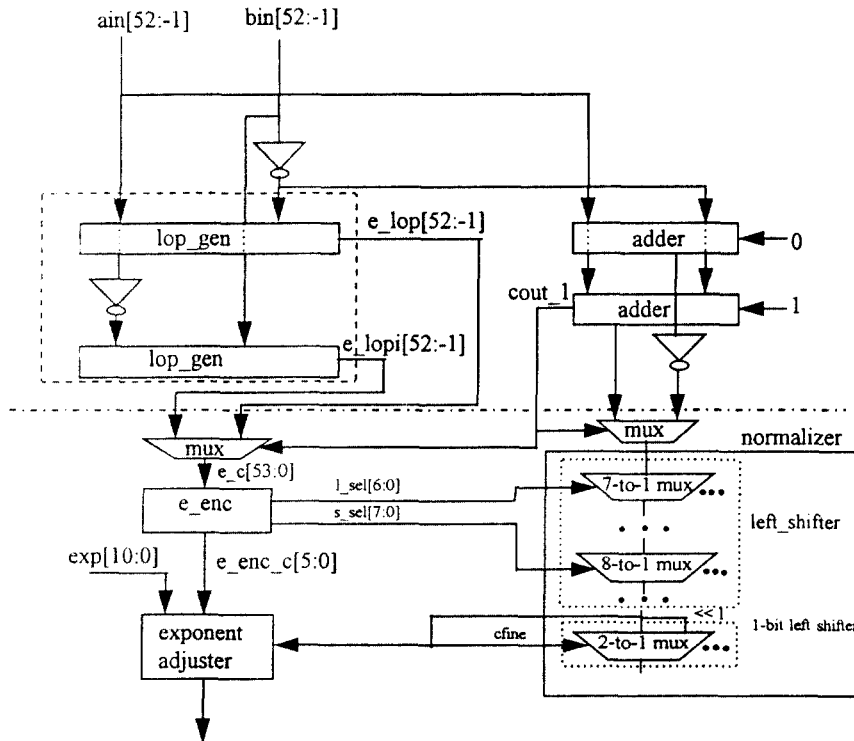 ain[52:-1] bin[52:-1]
lop_gen
e_lop[52:-1]
adder
0
cout_1
adder
1
lop_gen
e_lopi[52:-1]
mux
mux
normalizer
e_c[53:0]
e_enc
l_sel[6:0]
s_sel[7:0]
7-to-1 mux
left_shifter
exp[10:0]
e_enc_c[5:0]
8-to-1 mux
<< 1
1-bit left shifter
exponent
adjuster
cfine
2-to-1 mux